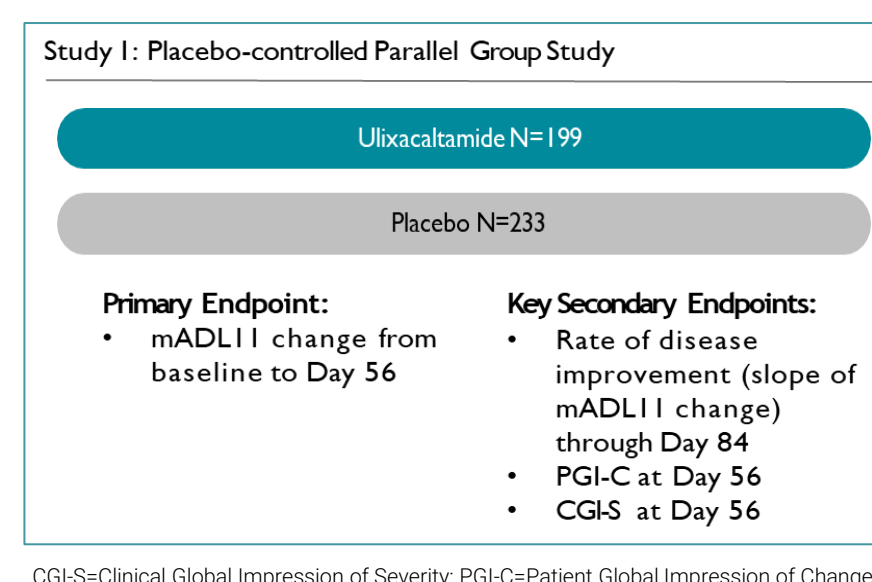 Study 1: Placebo-controlled Parallel Group Study
Ulixacaltamide N=199
Placebo N=233
Primary Endpoint:
• mADL11 change from
baseline to Day 56
Key Secondary Endpoints:
• Rate of disease
improvement (slope of
mADL11 change)
through Day 84
• PGI-C at Day 56
• CGI-S at Day 56
CGI-S=Clinical Global Impression of Severity; PGI-C=Patient Global Impression of Change